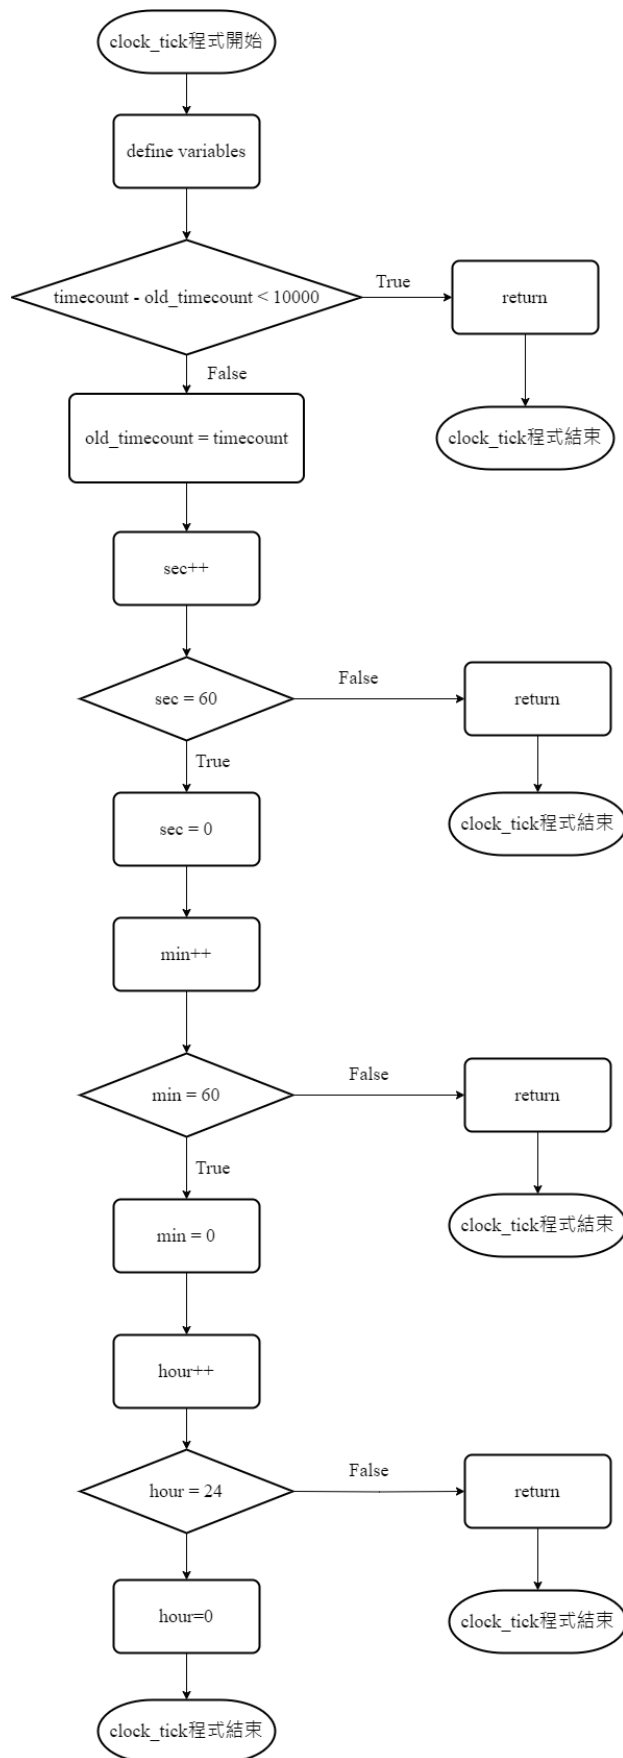 clock_tick程式開始
define variables
timecount - old_timecount < 10000
True
return
clock_tick程式結束
False
old_timecount = timecount
sec++
sec = 60
False
return
clock_tick程式結束
True
sec = 0
min++
min = 60
False
return
clock_tick程式結束
True
min = 0
hour++
hour = 24
False
return
clock_tick程式結束
hour=0
clock_tick程式結束